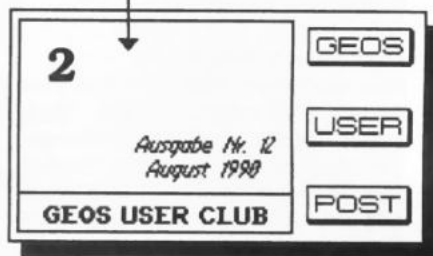 2
Ausgabe Nr. 12
August 1990
GEOS USER CLUB
GEOS
USER
POST